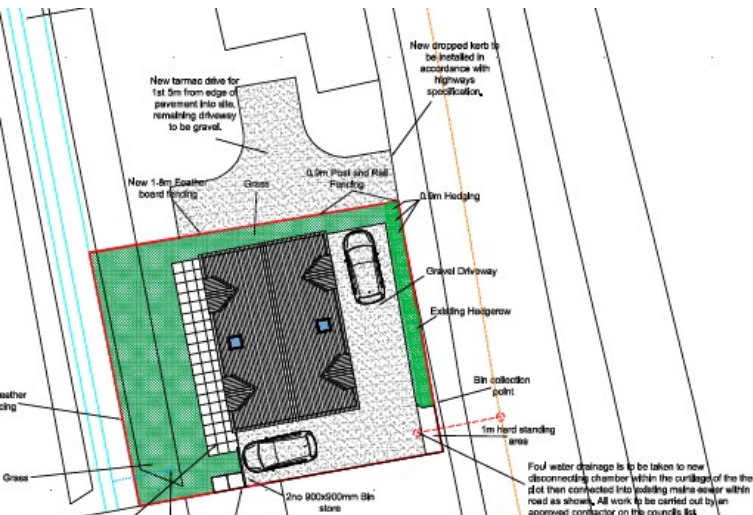 New tarmac drive for
1st 5m from edge of
pavement into site,
remaining driveway
to be gravel.
New dropped kerb to
be installed in
accordance with
highways
specification.
New 1-8m Feather
board fencing
Grass
0.9m Post and Rail
Fencing
0.9m Hedging
Gravel Driveway
Existing Hedgerow
Bin collection
point
1m hard standing
area
Grass
2no 900x900mm Bin
store
Foul water drainage is to be taken to new
disconnecting chamber within the curtilage of the the
plot then connected into existing mains sewer within
road as shown. All work to be carried out by an
approved contractor on the councils list